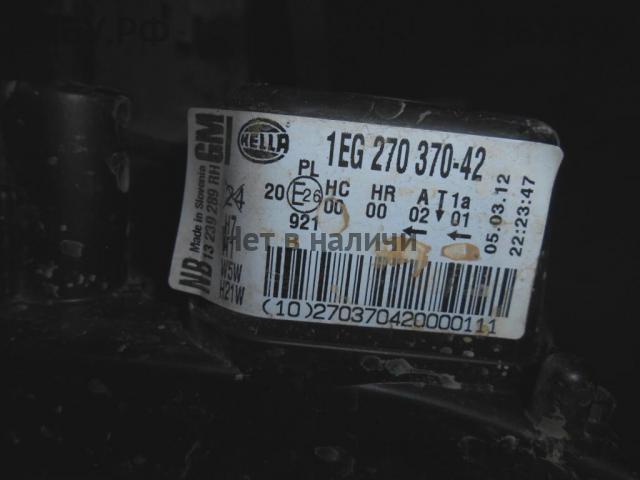 HELLA
1EG 270 370-42
GM
NB
Made in Slovenia
13 239 289 RH
PL
20 E26 HC HR A 1a
00 00 02 01
921
05.03.12
22:23:47
24
H7
W5W
H21W
Нет в наличии
(10)270370420000111